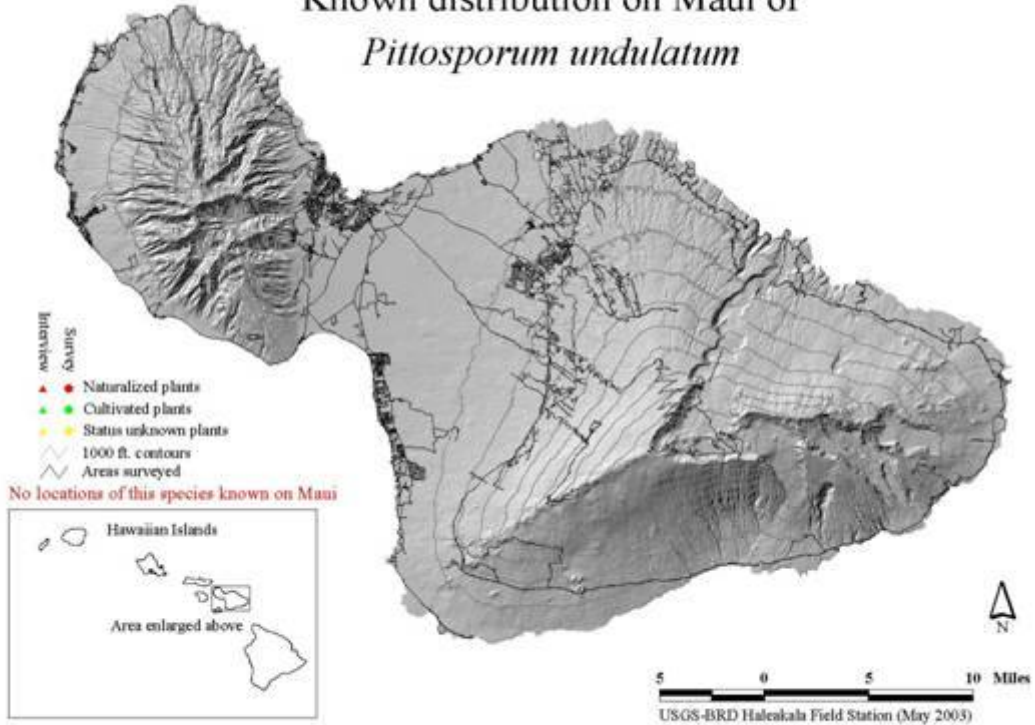 Known distribution on Maui of
Pittosporum undulatum
Interview
Survey
Naturalized plants
Cultivated plants
Status unknown plants
1000 ft. contours
Areas surveyed
No locations of this species known on Maui
Hawaiian Islands
Area enlarged above
N
5 0 5 10 Miles
USGS-BRD Haleakala Field Station (May 2003)